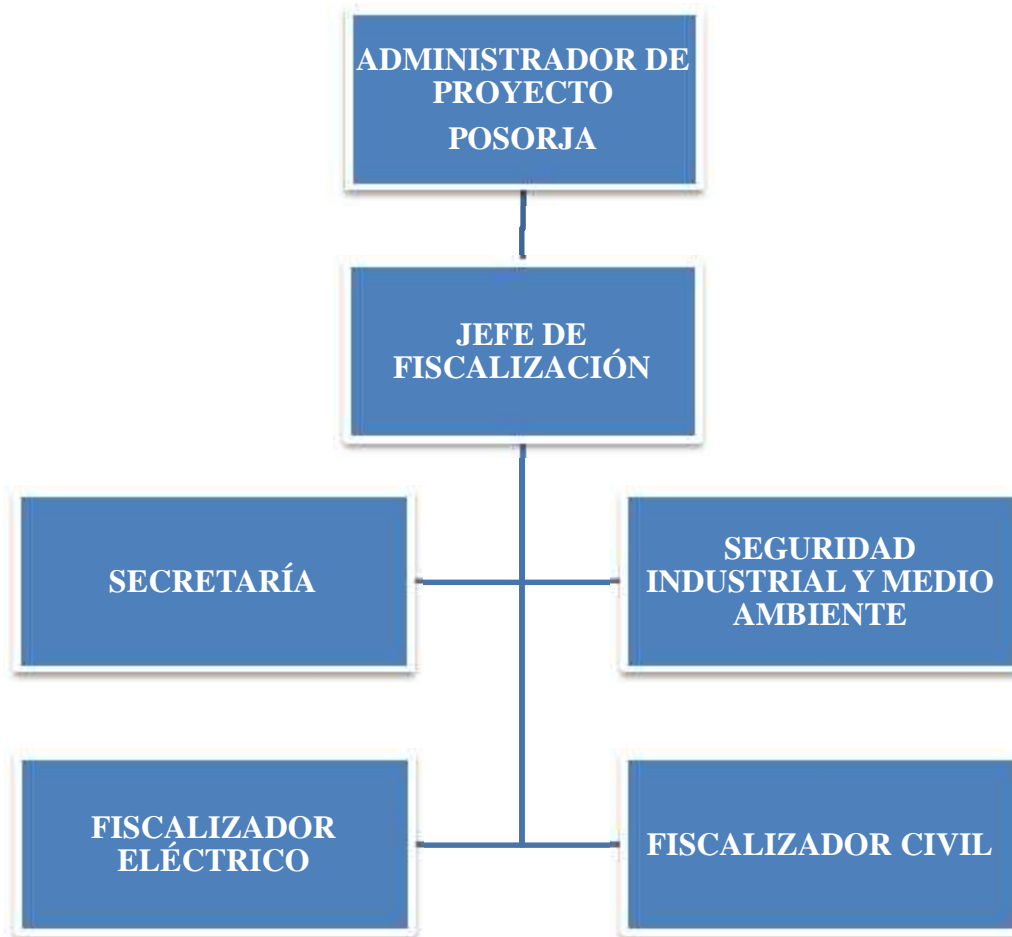 ADMINISTRADOR DE
PROYECTO
POSORJA
JEFE DE
FISCALIZACIÓN
SECRETARÍA
SEGURIDAD
INDUSTRIAL Y MEDIO
AMBIENTE
FISCALIZADOR
ELÉCTRICO
FISCALIZADOR CIVIL